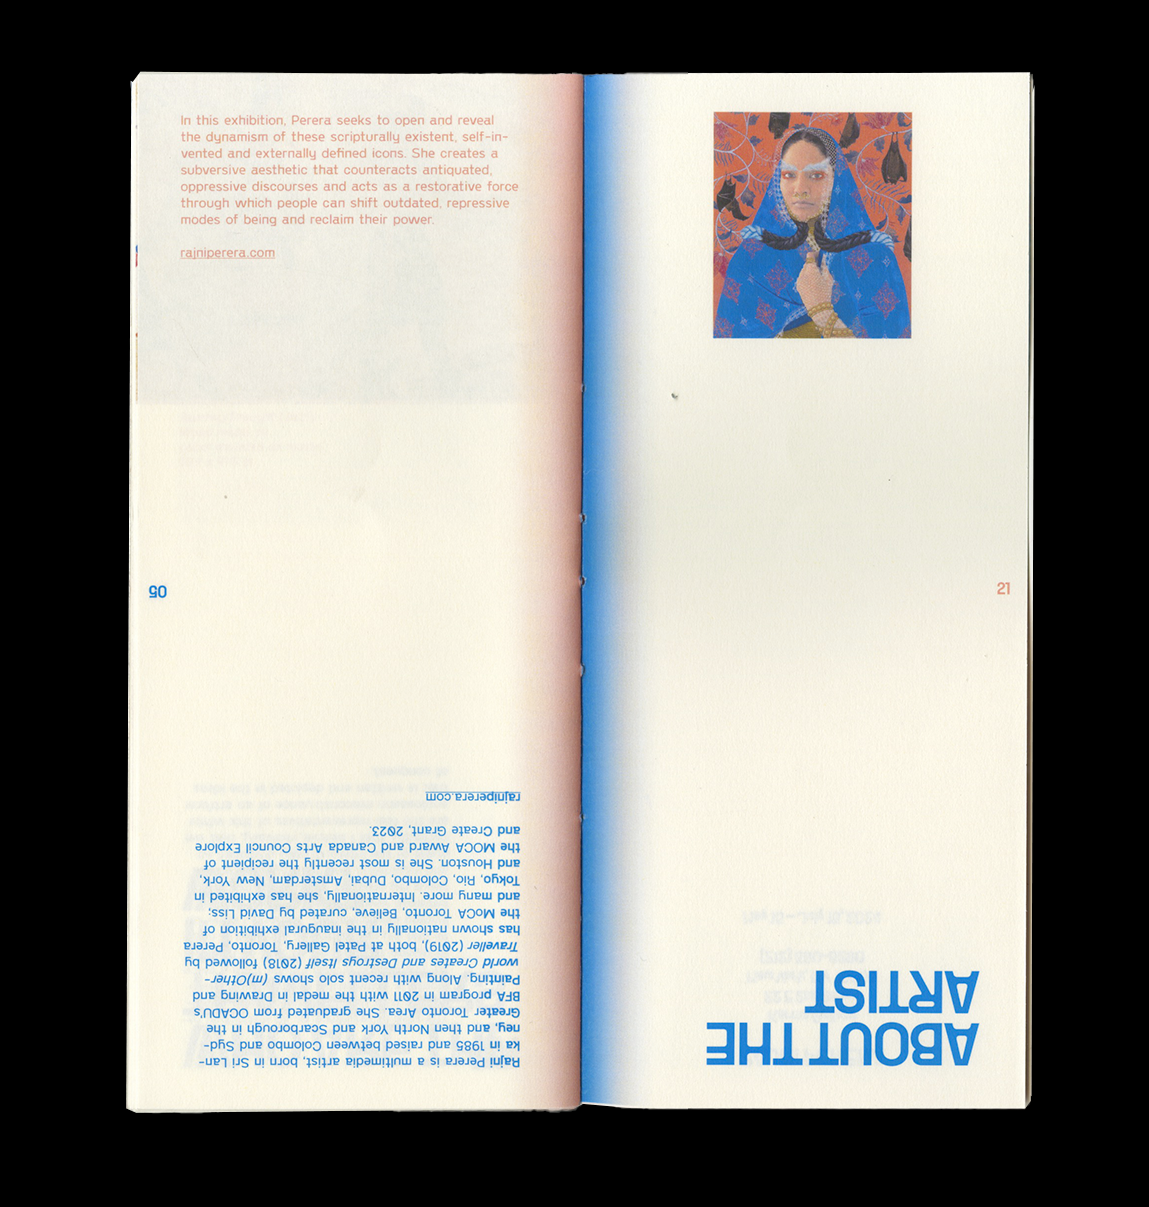 In this exhibition, Perera seeks to open and reveal
the dynamism of these scripturally existent, self-in-
vented and externally defined icons. She creates a
subversive aesthetic that counteracts antiquated,
oppressive discourses and acts as a restorative force
through which people can shift outdated, repressive
modes of being and reclaim their power.
rajniperera.com
05
21
ABOUT THE
ARTIST
Rajni Perera is a multimedia artist, born in Sri Lan-
ka in 1985 and raised between Colombo and Syd-
ney, and then North York and Scarborough in the
Greater Toronto Area. She graduated from OCADU's
BFA program in 2011 with the medal in Drawing and
Painting. Along with recent solo shows (m)Other-
world Creates and Destroys Itself (2018) followed by
Traveller (2019), both at Patel Gallery, Toronto, Perera
has shown nationally in the inaugural exhibition of
the MOCA Toronto, Believe, curated by David Liss;
and many more. Internationally, she has exhibited in
Tokyo, Rio, Colombo, Dubai, Amsterdam, New York,
and Houston. She is most recently the recipient of
the MOCA Award and Canada Arts Council Explore
and Create Grant, 2023.
rajniperera.com